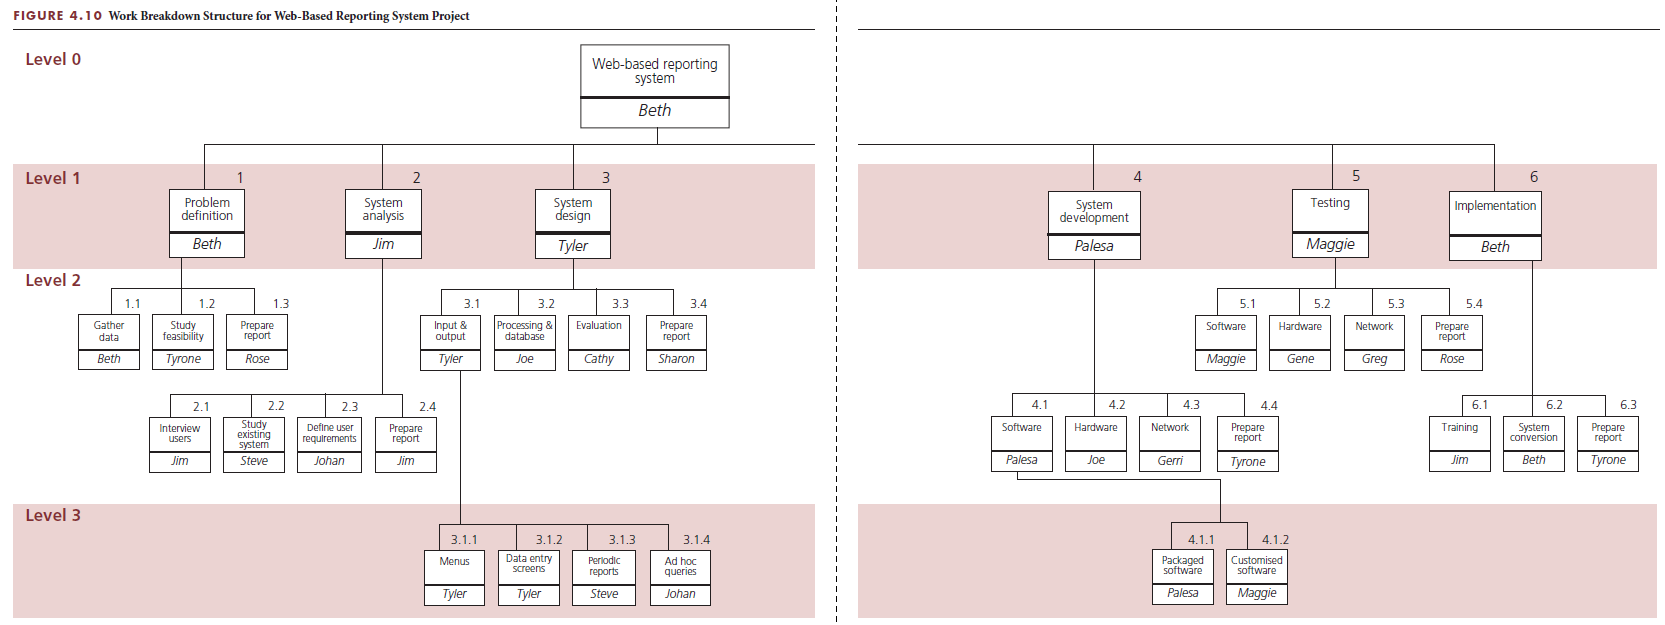 FIGURE 4.10 Work Breakdown Structure for Web-Based Reporting System Project
Level 0
Web-based reporting
system
Beth
Level 1
1
Problem
definition
Beth
2
System
analysis
Jim
3
System
design
Tyler
4
System
development
Palesa
5
Testing
Maggie
6
Implementation
Beth
Level 2
1.1
Gather
data
Beth
1.2
Study
feasibility
Tyrone
1.3
Prepare
report
Rose
3.1
Input &
output
Tyler
3.2
Processing &
database
Joe
3.3
Evaluation
Cathy
3.4
Prepare
report
Sharon
5.1
Software
Maggie
5.2
Hardware
Gene
5.3
Network
Greg
5.4
Prepare
report
Rose
2.1
Interview
users
Jim
2.2
Study
existing
system
Steve
2.3
Define user
requirements
Johan
2.4
Prepare
report
Jim
4.1
Software
Palesa
4.2
Hardware
Joe
4.3
Network
Gerri
4.4
Prepare
report
Tyrone
6.1
Training
Jim
6.2
System
conversion
Beth
6.3
Prepare
report
Tyrone
Level 3
3.1.1
Menus
Tyler
3.1.2
Data entry
screens
Tyler
3.1.3
Periodic
reports
Steve
3.1.4
Ad hoc
queries
Johan
4.1.1
Packaged
software
Palesa
4.1.2
Customised
software
Maggie